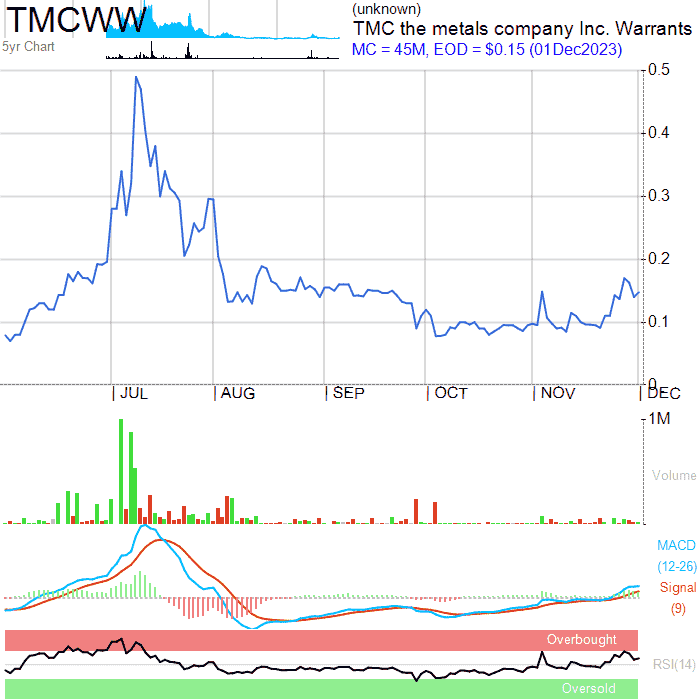 TMCWW
(unknown)
TMC the metals company Inc. Warrants
5yr Chart
MC = 45M, EOD = $0.15 (01Dec2023)
0.5
0.4
0.3
0.2
0.1
0
| JUL | AUG | SEP | OCT | NOV | DEC
1M
Volume
MACD
(12-26)
Signal
(9)
Overbought
RSI(14)
Oversold